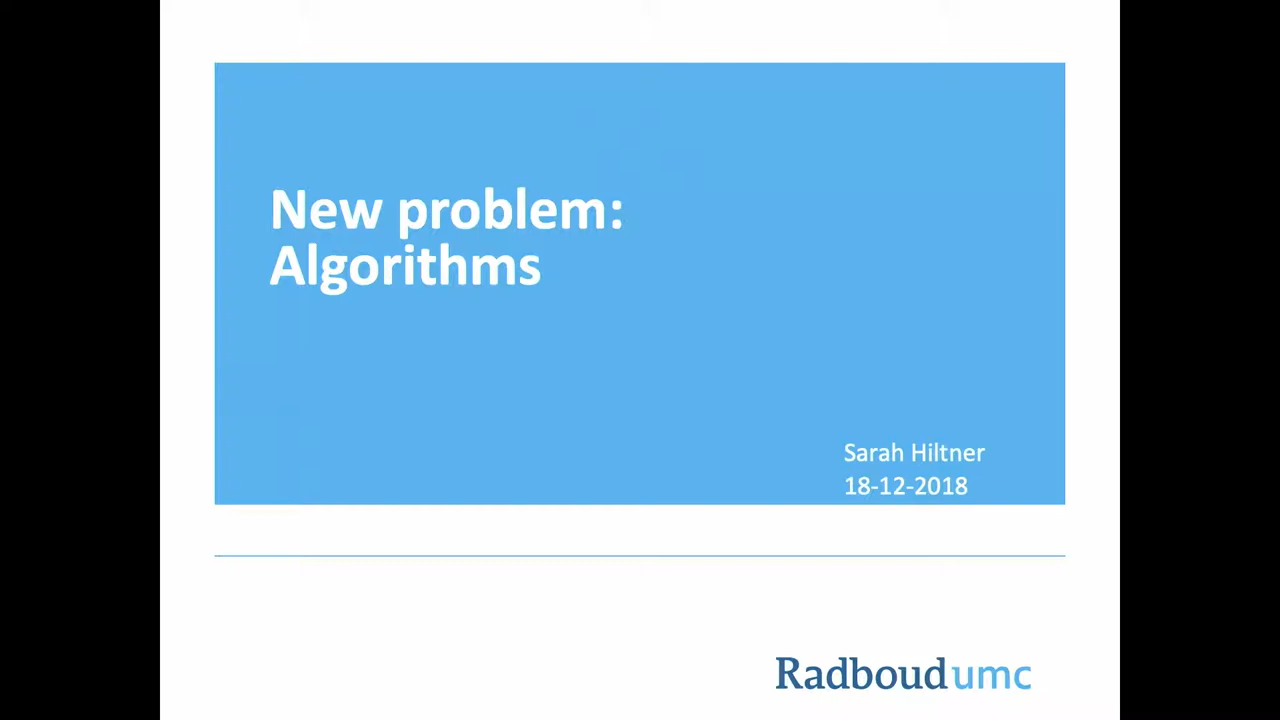 New problem:
Algorithms
Sarah Hiltner
18-12-2018
Radboudumc